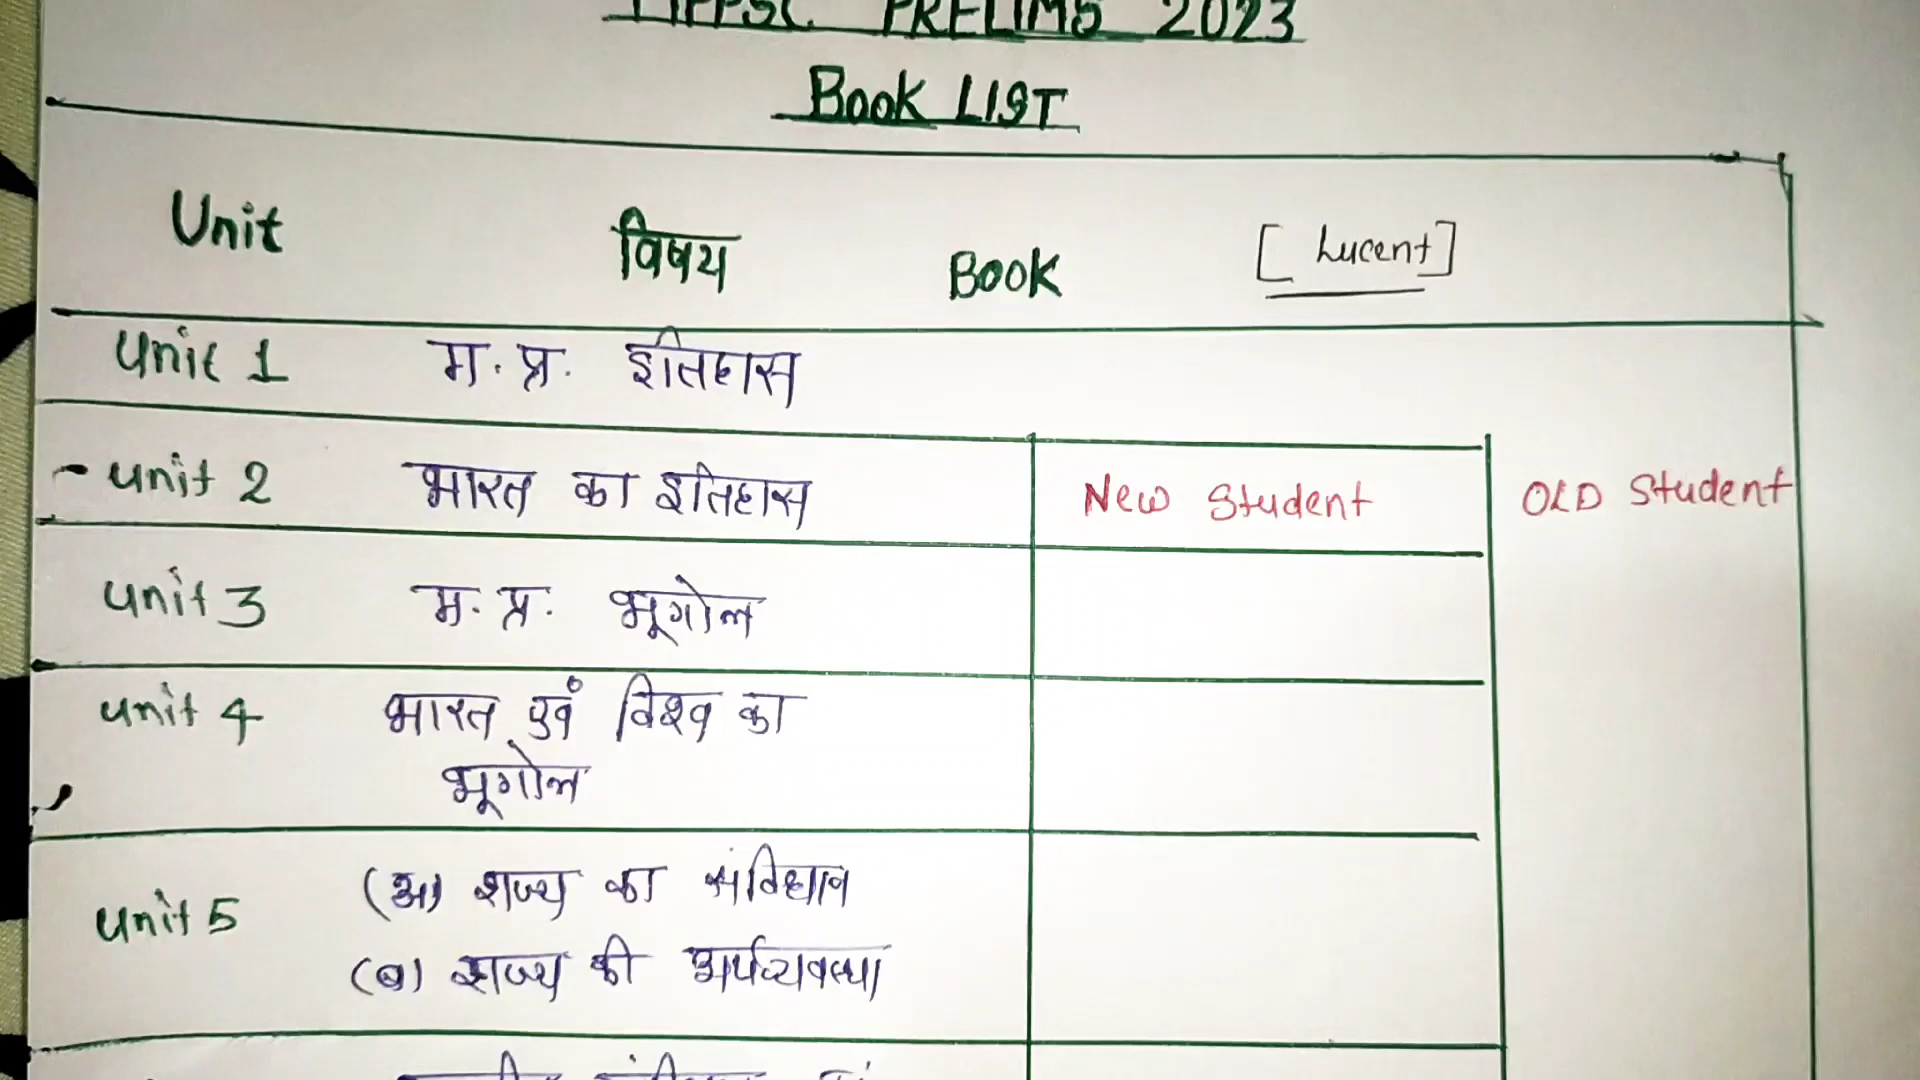 MPPSC PRELIMS 2023
Book LIST
Unit विषय Book [Lucent]
Unit 1 म. प्र. इतिहास
unit 2 भारत का इतिहास New Student OLD Student
unit 3 म. प्र. भूगोल
unit 4 भारत एवं विश्व का
भूगोल
unit 5 (अ) राज्य का संविधान
(ब) राज्य की अर्थव्यवस्था